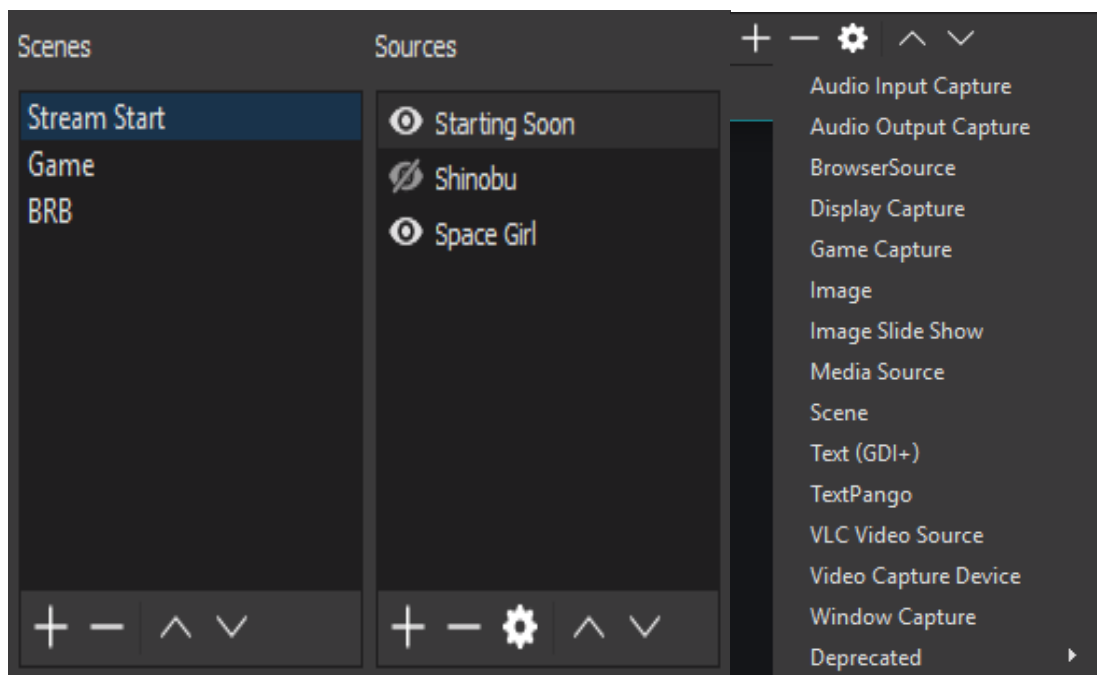 Scenes
Stream Start
Game
BRB
Sources
Starting Soon
Shinobu
Space Girl
Audio Input Capture
Audio Output Capture
BrowserSource
Display Capture
Game Capture
Image
Image Slide Show
Media Source
Scene
Text (GDI+)
TextPango
VLC Video Source
Video Capture Device
Window Capture
Deprecated